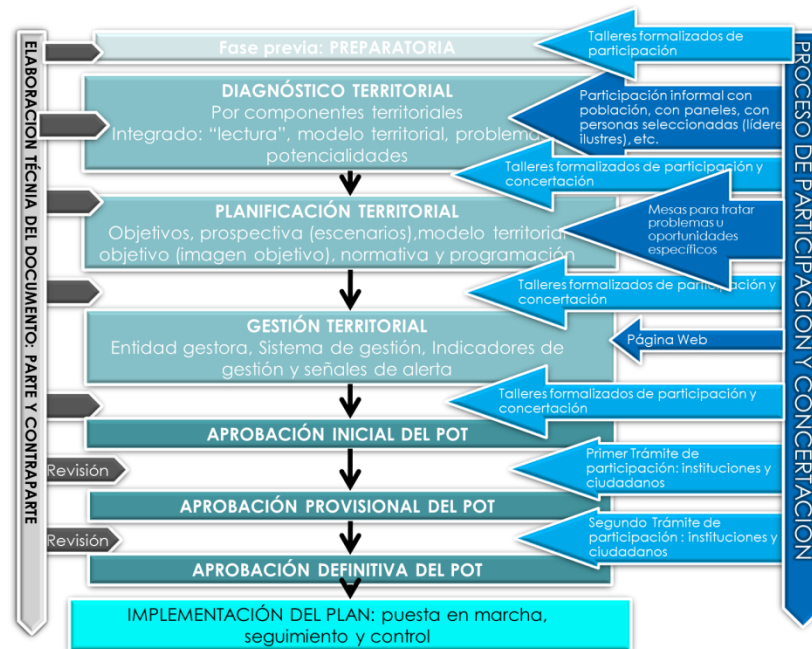 ELABORACION TÉCNIA DEL DOCUMENTO: PARTE Y CONTRAPARTE
Fase previa: PREPARATORIA
DIAGNÓSTICO TERRITORIAL
Por componentes territoriales
Integrado: “lectura”, modelo territorial, problema
potencialidades
PLANIFICACIÓN TERRITORIAL
Objetivos, prospectiva (escenarios),modelo territorial
objetivo (imagen objetivo), normativa y programación
GESTIÓN TERRITORIAL
Entidad gestora, Sistema de gestión, Indicadores de
gestión y señales de alerta
APROBACIÓN INICIAL DEL POT
Revisión
APROBACIÓN PROVISIONAL DEL POT
Revisión
APROBACIÓN DEFINITIVA DEL POT
IMPLEMENTACIÓN DEL PLAN: puesta en marcha,
seguimiento y control
Talleres formalizados de
participación
Participación informal con
población, con paneles, con
personas seleccionadas (lídere
ilustres), etc.
Talleres formalizados de participación y
concertación
Mesas para tratar
problemas u
oportunidades
específicos
Talleres formalizados de participación y
concertación
Página Web
Talleres formalizados de participación y
concertación
Primer Trámite de
participación: instituciones y
ciudadanos
Segundo Trámite de
participación : instituciones y
ciudadanos
PROCESO DE PARTICIPACION Y CONCERTACION